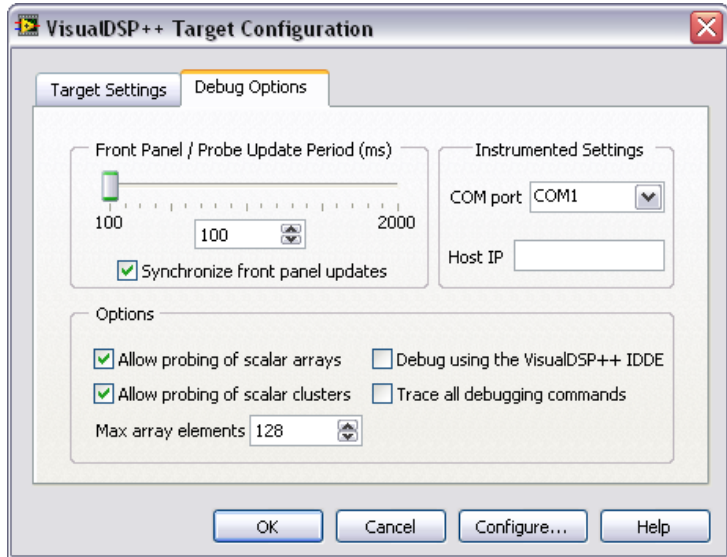 VisualDSP++ Target Configuration
Target Settings
Debug Options
Front Panel / Probe Update Period (ms)
100
2000
100
Synchronize front panel updates
Instrumented Settings
COM port COM1
Host IP
Options
Allow probing of scalar arrays
Debug using the VisualDSP++ IDDE
Allow probing of scalar clusters
Trace all debugging commands
Max array elements 128
OK
Cancel
Configure...
Help